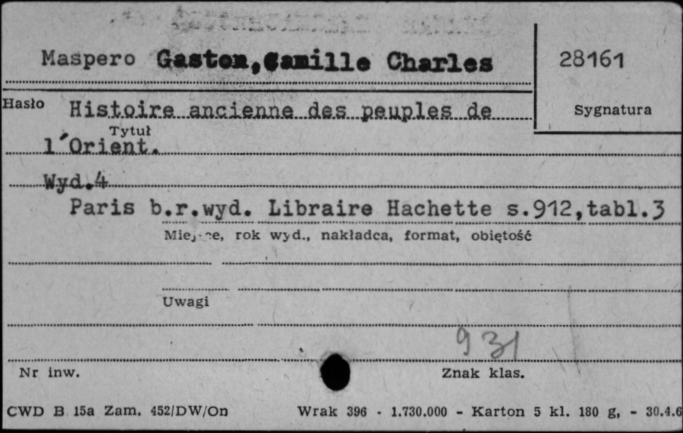 Maspero Gaston,Camille Charles
28161
Hasło
Histoire ancienne des peuples de
Sygnatura
Tytuł
l'Orient.
Wyd.4
Paris b.r.wyd. Libraire Hachette s.912,tabl.3
Miejsce, rok wyd., nakładca, format, obiętość
Uwagi
931
Nr inw.
Znak klas.
CWD B 15a Zam. 452/DW/On Wrak 396 - 1.730.000 - Karton 5 kl. 180 g, - 30.4.6